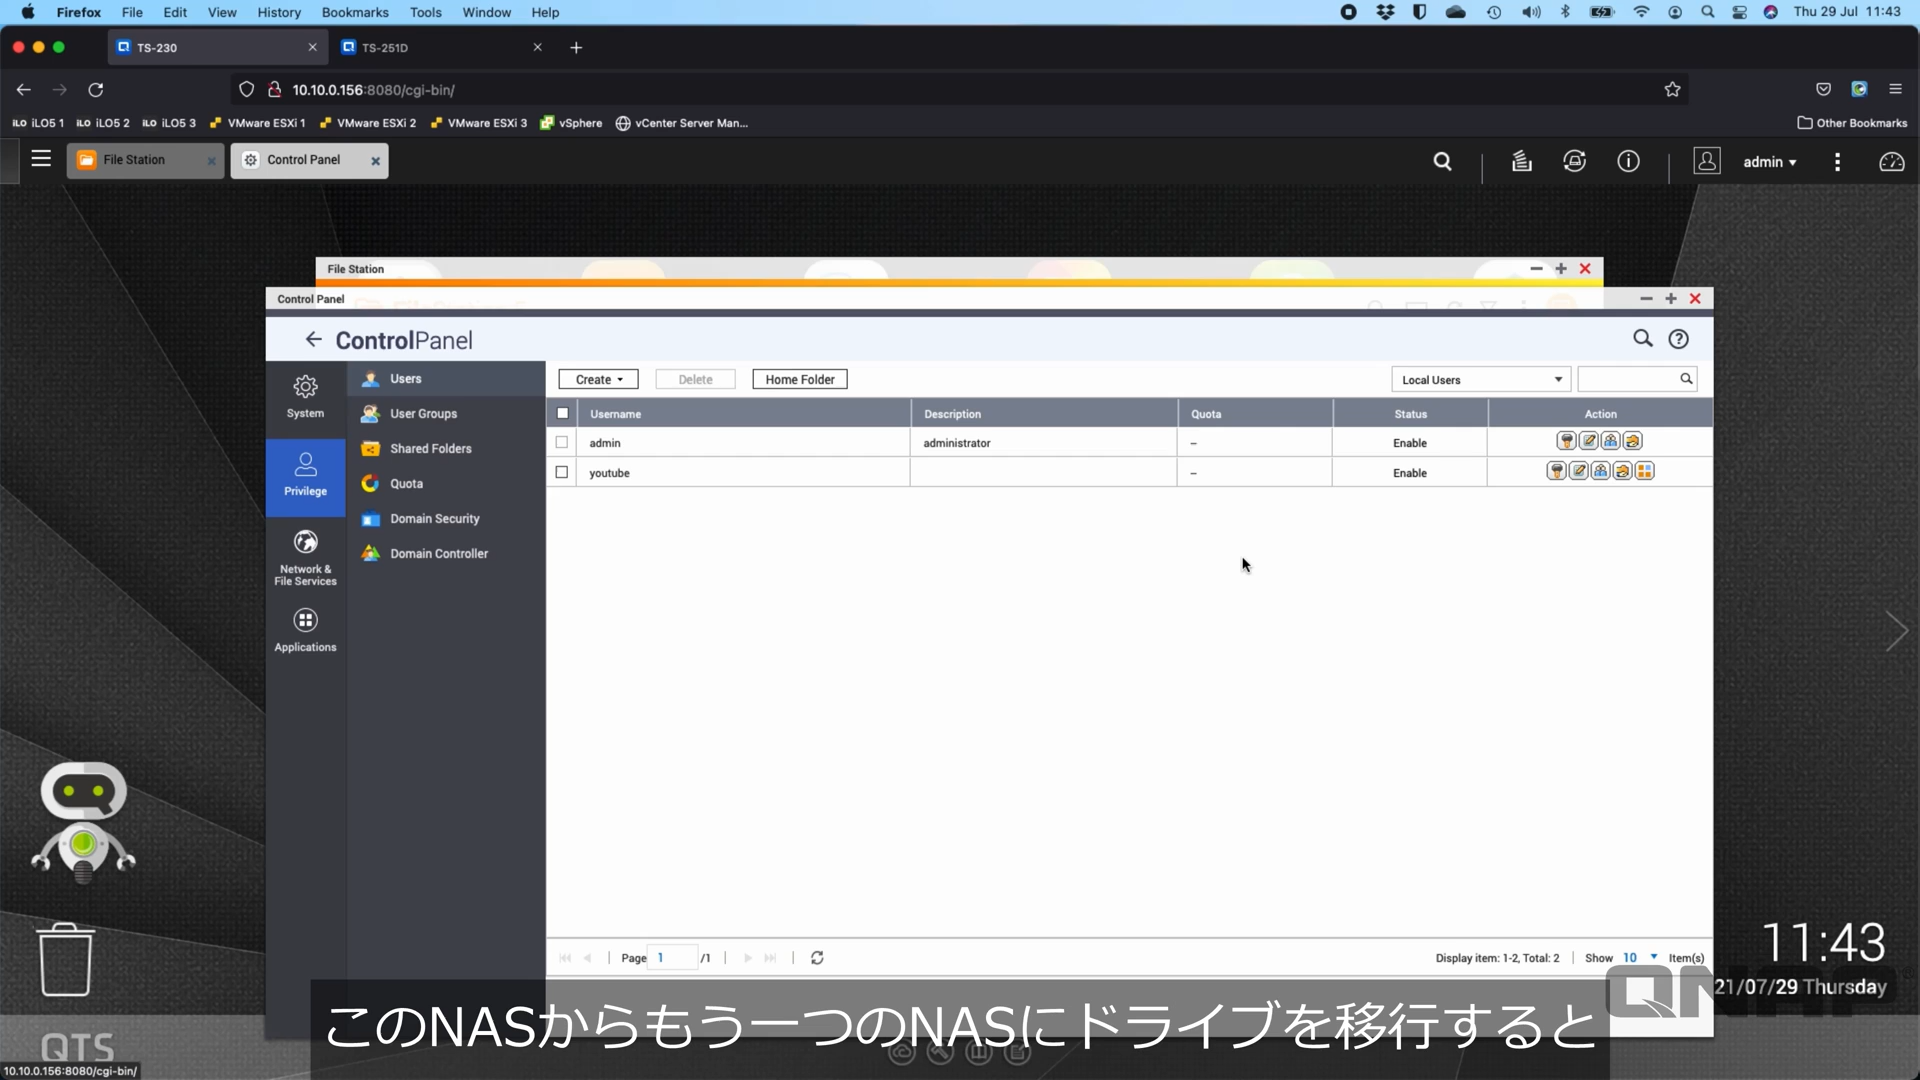 Firefox File Edit View History Bookmarks Tools Window Help Thu 29 Jul 11:43
TS-230 TS-251D
10.10.0.156:8080/cgi-bin/
iLO iLO5 1 iLO iLO5 2 iLO iLO5 3 VMware ESXi 1 VMware ESXi 2 VMware ESXi 3 vSphere vCenter Server Man... Other Bookmarks
File Station Control Panel admin
File Station
Control Panel
ControlPanel
System
Privilege
Network &
File Services
Applications
Users
User Groups
Shared Folders
Quota
Domain Security
Domain Controller
Create Delete Home Folder Local Users
Username Description Quota Status Action
admin administrator – Enable
youtube – Enable
Page 1 /1 Display item: 1-2, Total: 2 Show 10 Item(s)
11:43
21/07/29 Thursday
QNAP
このNASからもう一つのNASにドライブを移行すると
QTS
10.10.0.156:8080/cgi-bin/